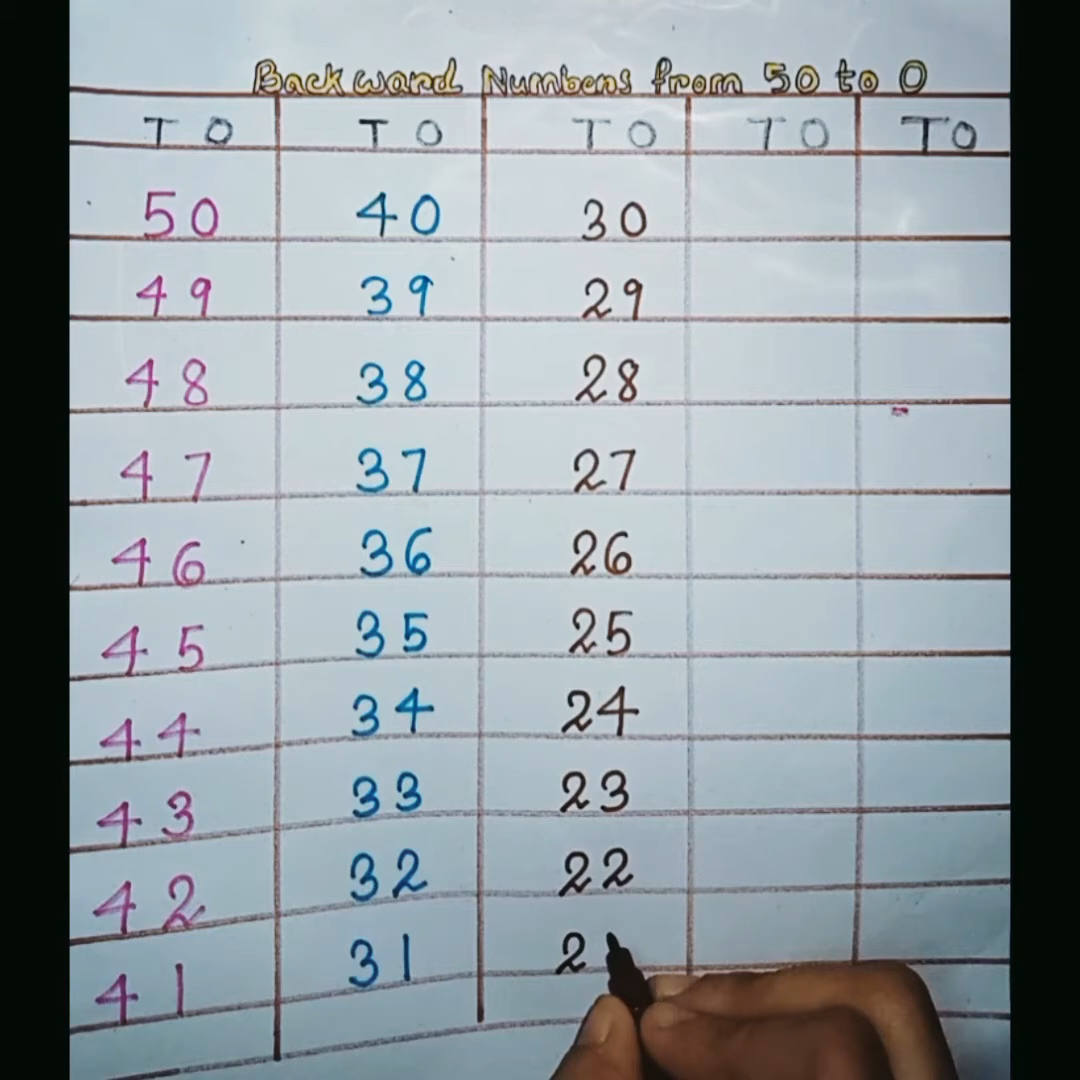 Backward Numbers from 50 to 0
T O T O T O T O T O
50 40 30
49 39 29
48 38 28
47 37 27
46 36 26
45 35 25
44 34 24
43 33 23
42 32 22
41 31 2